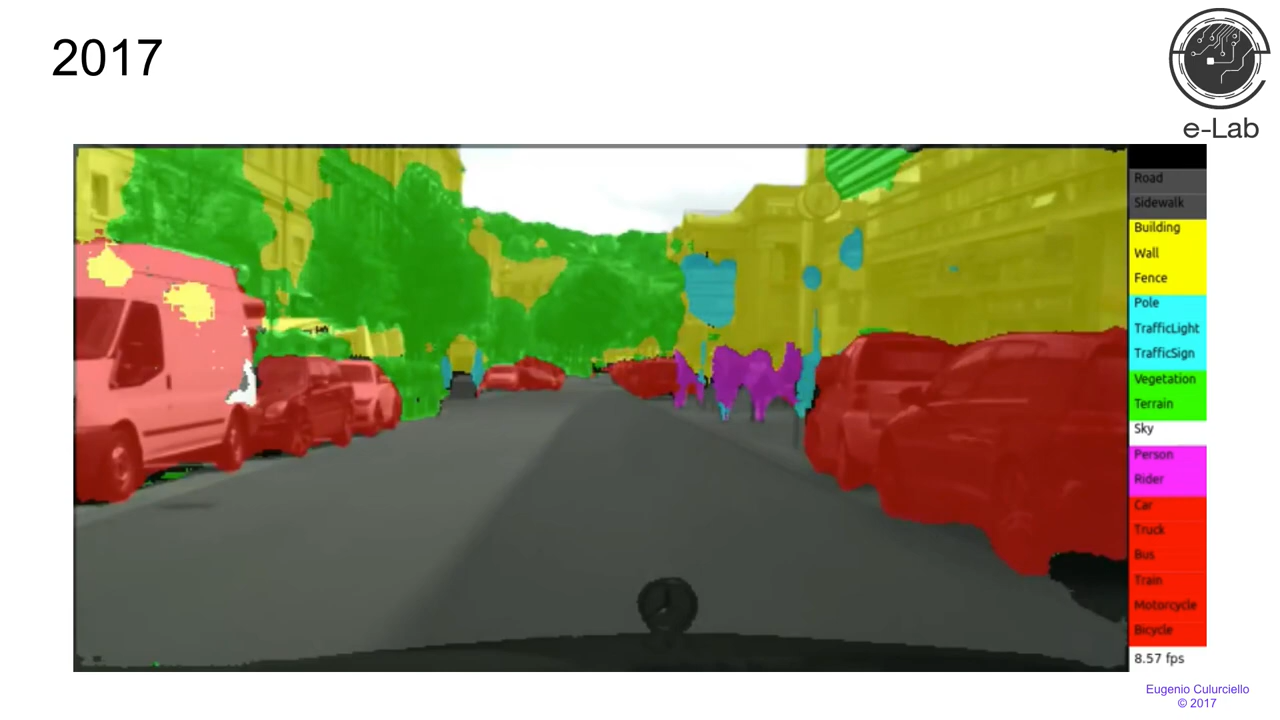 2017
e-Lab
Road
Sidewalk
Building
Wall
Fence
Pole
TrafficLight
TrafficSign
Vegetation
Terrain
Sky
Person
Rider
Car
Truck
Bus
Train
Motorcycle
Bicycle
8.57 fps
Eugenio Culurciello
© 2017